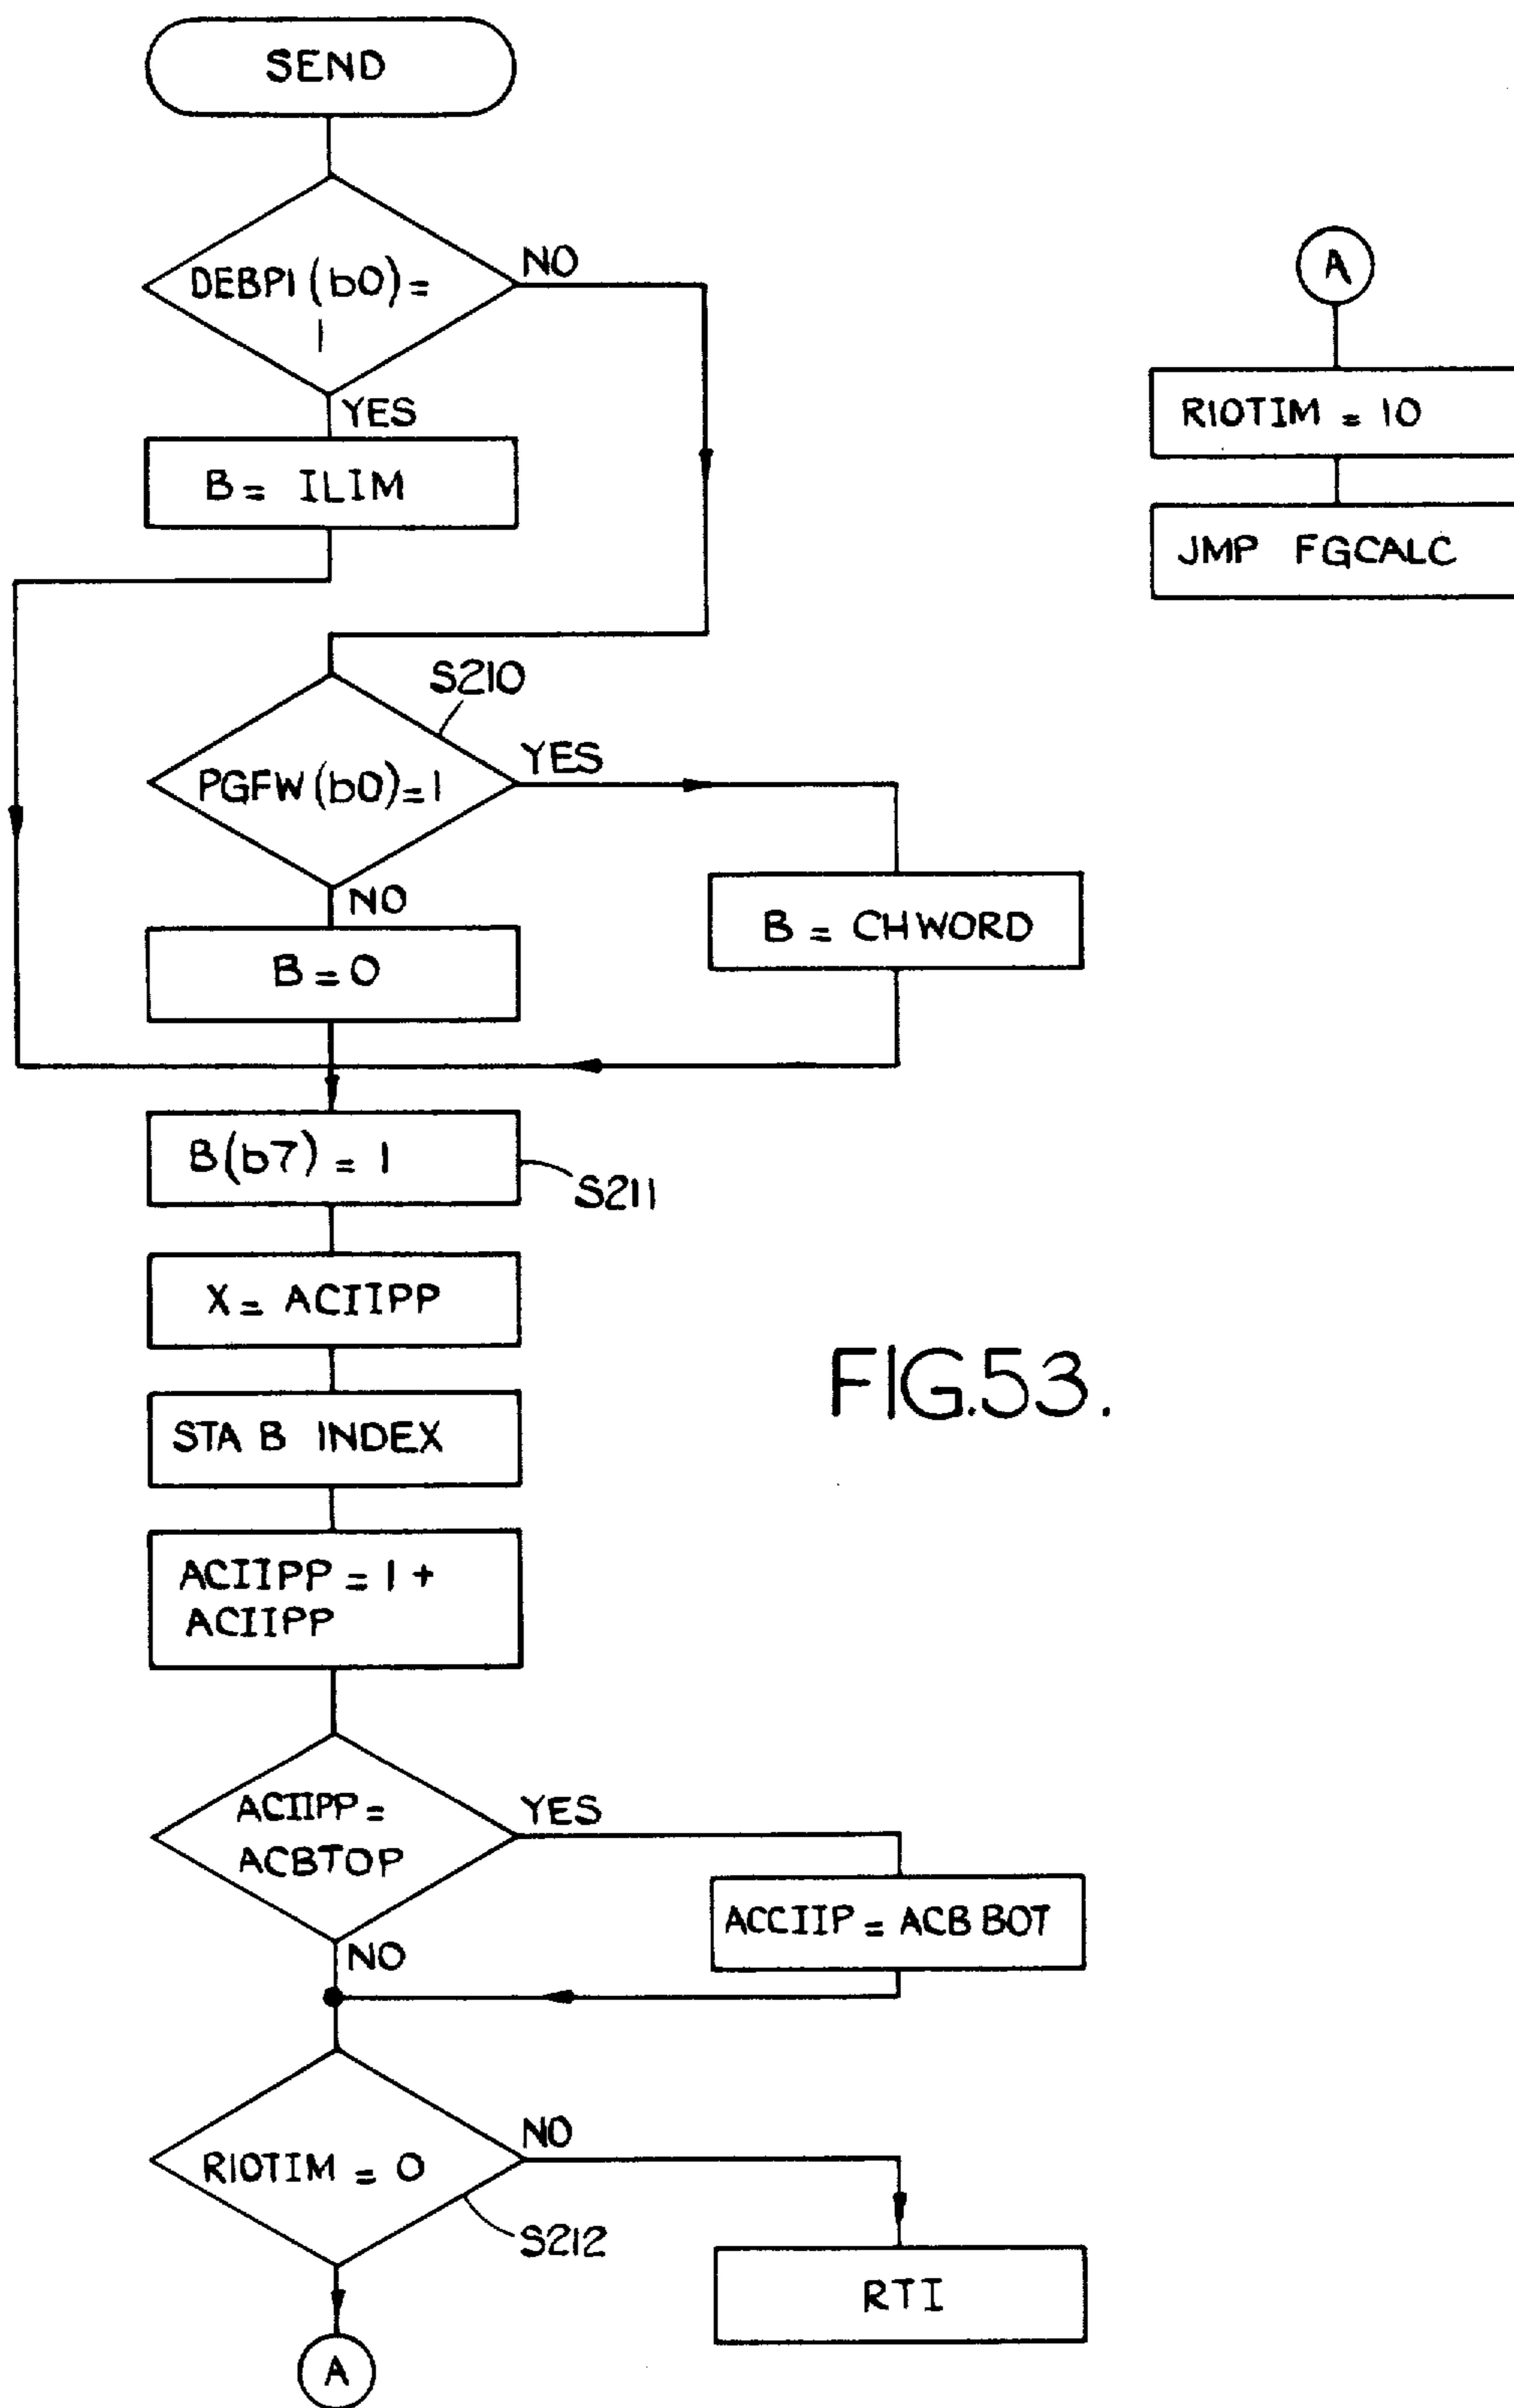 SEND
DEBPI (b0) =
1
NO
YES
B = ILIM
S210
PGFW (b0) = 1
YES
NO
B = CHWORD
B = 0
B (b7) = 1
S211
X = ACIIPP
STA B INDEX
ACIIPP = 1 +
ACIIPP
ACIIPP =
ACBTOP
YES
NO
ACCIIP = ACB BOT
RIOTIM = 0
NO
S212
RTI
A
A
RIOTIM = 10
JMP FGCALC
FIG.53.